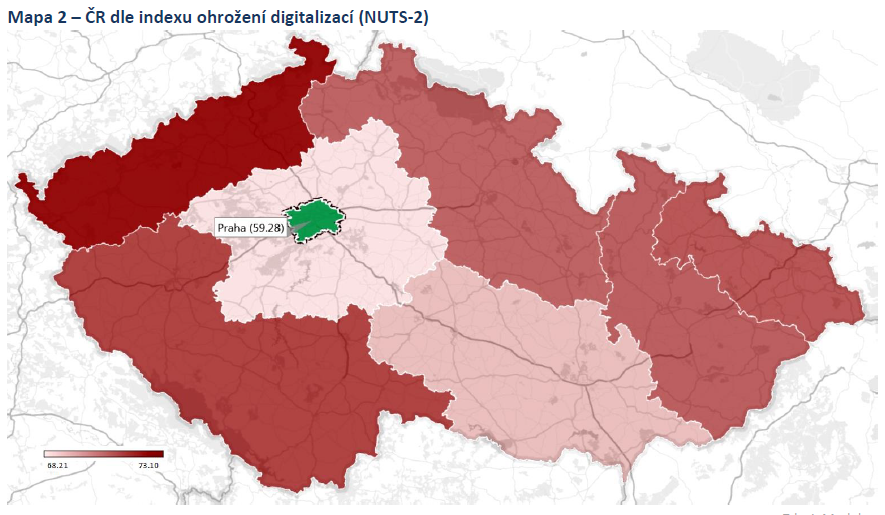 Mapa 2 – ČR dle indexu ohrožení digitalizací (NUTS-2)
Praha (59.28)
68.21 73.10